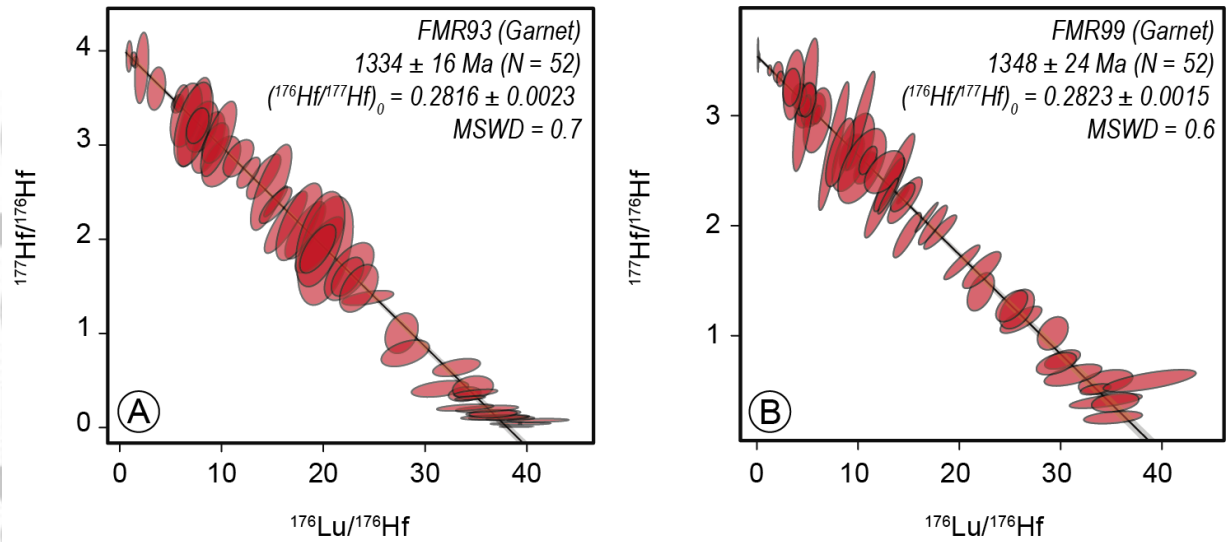 FMR93 (Garnet)
1334 ± 16 Ma (N = 52)
(¹⁷⁶Hf/¹⁷⁷Hf)₀ = 0.2816 ± 0.0023
MSWD = 0.7
4
3
2
1
0
¹⁷⁷Hf/¹⁷⁶Hf
A
0 10 20 30 40
¹⁷⁶Lu/¹⁷⁶Hf
FMR99 (Garnet)
1348 ± 24 Ma (N = 52)
(¹⁷⁶Hf/¹⁷⁷Hf)₀ = 0.2823 ± 0.0015
MSWD = 0.6
3
2
1
¹⁷⁷Hf/¹⁷⁶Hf
B
0 10 20 30 40
¹⁷⁶Lu/¹⁷⁶Hf